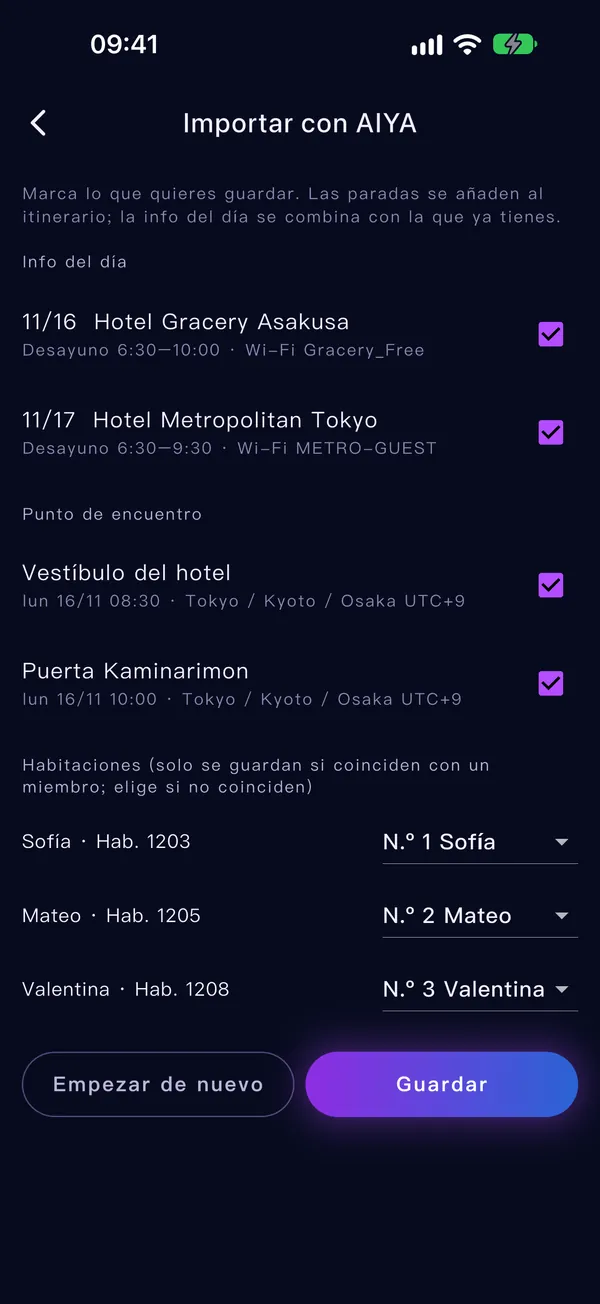 09:41
Importar con AIYA
Marca lo que quieres guardar. Las paradas se añaden al
itinerario; la info del día se combina con la que ya tienes.
Info del día
11/16 Hotel Gracery Asakusa
Desayuno 6:30–10:00 · Wi-Fi Gracery_Free
11/17 Hotel Metropolitan Tokyo
Desayuno 6:30–9:30 · Wi-Fi METRO-GUEST
Punto de encuentro
Vestíbulo del hotel
lun 16/11 08:30 · Tokyo / Kyoto / Osaka UTC+9
Puerta Kaminarimon
lun 16/11 10:00 · Tokyo / Kyoto / Osaka UTC+9
Habitaciones (solo se guardan si coinciden con un
miembro; elige si no coinciden)
Sofía · Hab. 1203 N.º 1 Sofía
Mateo · Hab. 1205 N.º 2 Mateo
Valentina · Hab. 1208 N.º 3 Valentina
Empezar de nuevo Guardar